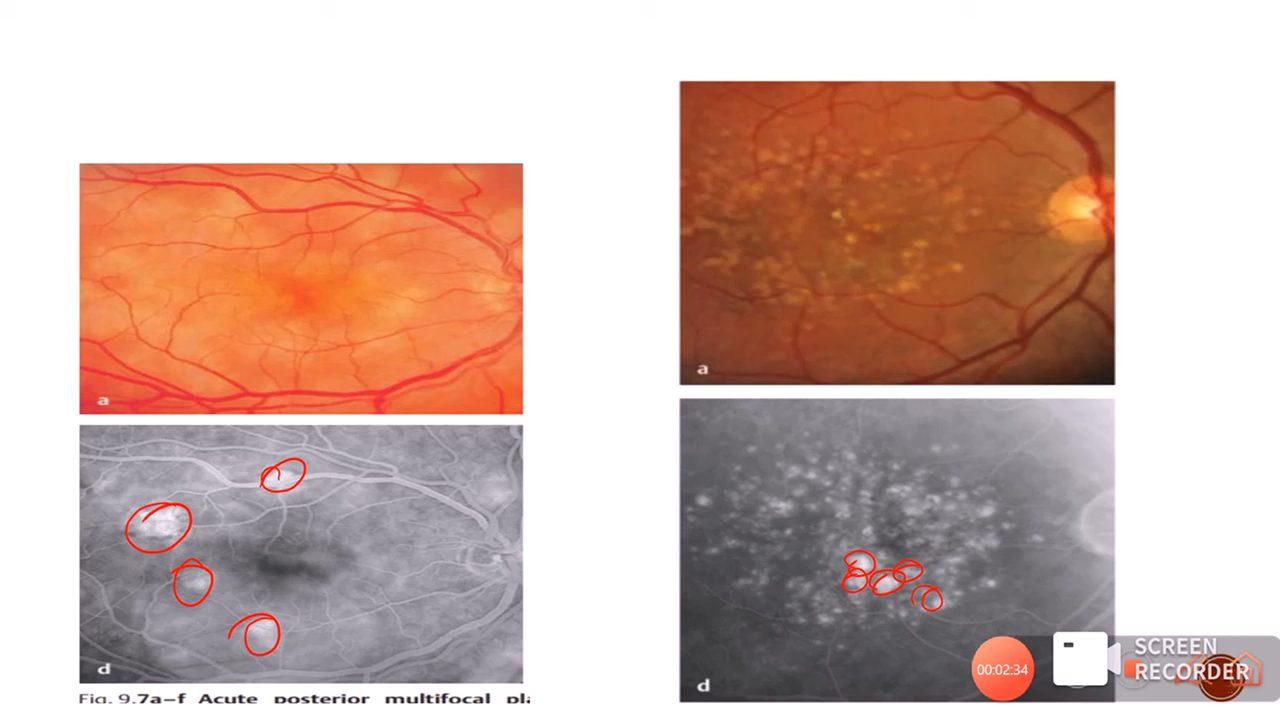 a
a
d
Fig. 9.7a–f Acute posterior multifocal
d
00:02:34
SCREEN
RECORDER